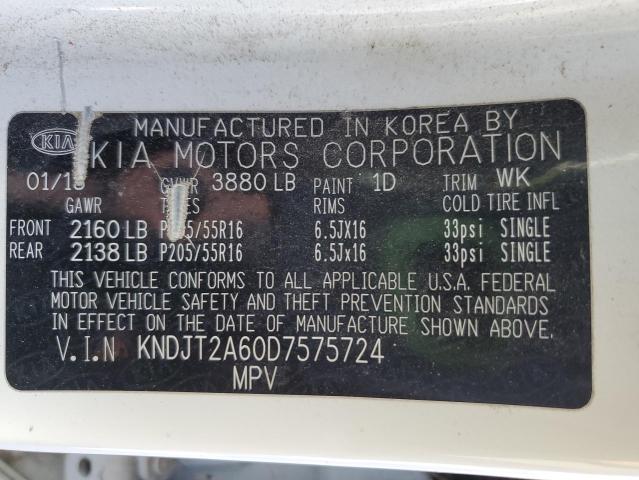 MANUFACTURED IN KOREA BY
KIA KIA MOTORS CORPORATION
GVWR 3880 LB PAINT 1D TRIM WK
GAWR TIRES RIMS COLD TIRE INFL
FRONT 2160 LB 6.5JX16 33psi SINGLE
REAR 2138 LB P205/55R16 6.5Jx16 33psi SINGLE
THIS VEHICLE CONFORMS TO ALL APPLICABLE U.S.A. FEDERAL
MOTOR VEHICLE SAFETY AND THEFT PREVENTION STANDARDS
IN EFFECT ON THE DATE OF MANUFACTURE SHOWN ABOVE.
V.I.N KNDJT2A60D7575724
MPV